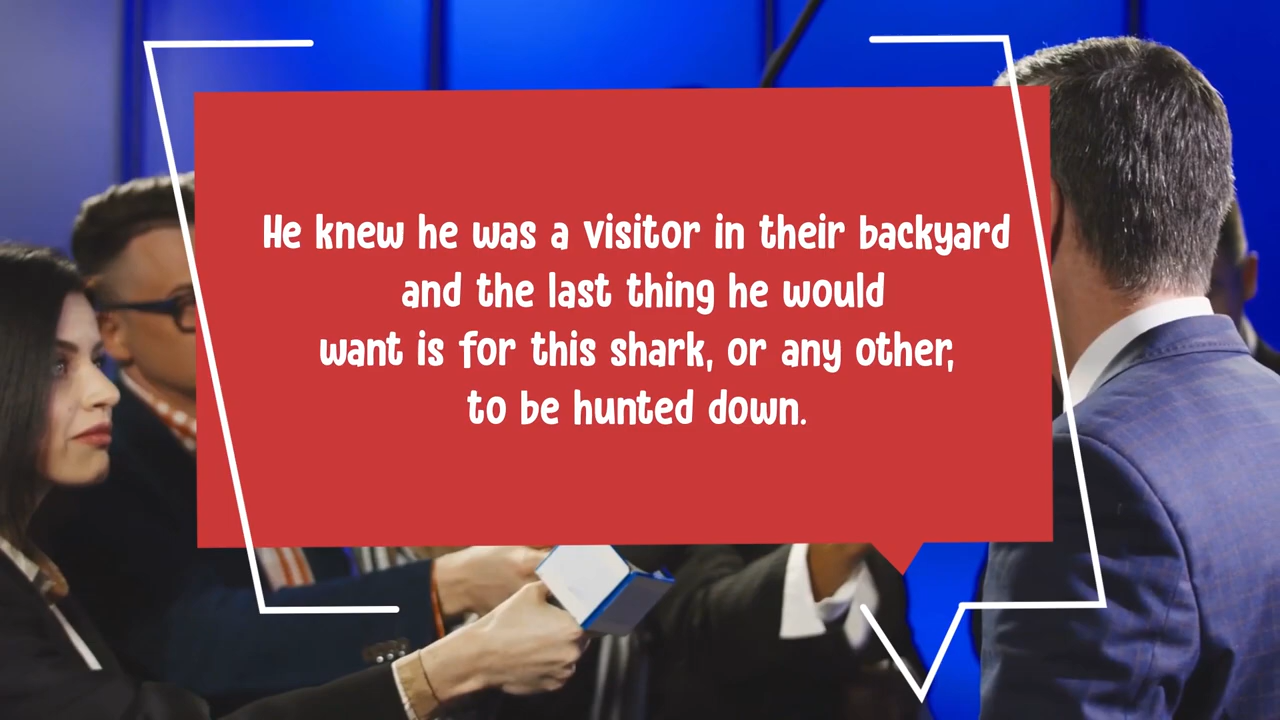 He knew he was a visitor in their backyard
and the last thing he would
want is for this shark, or any other,
to be hunted down.